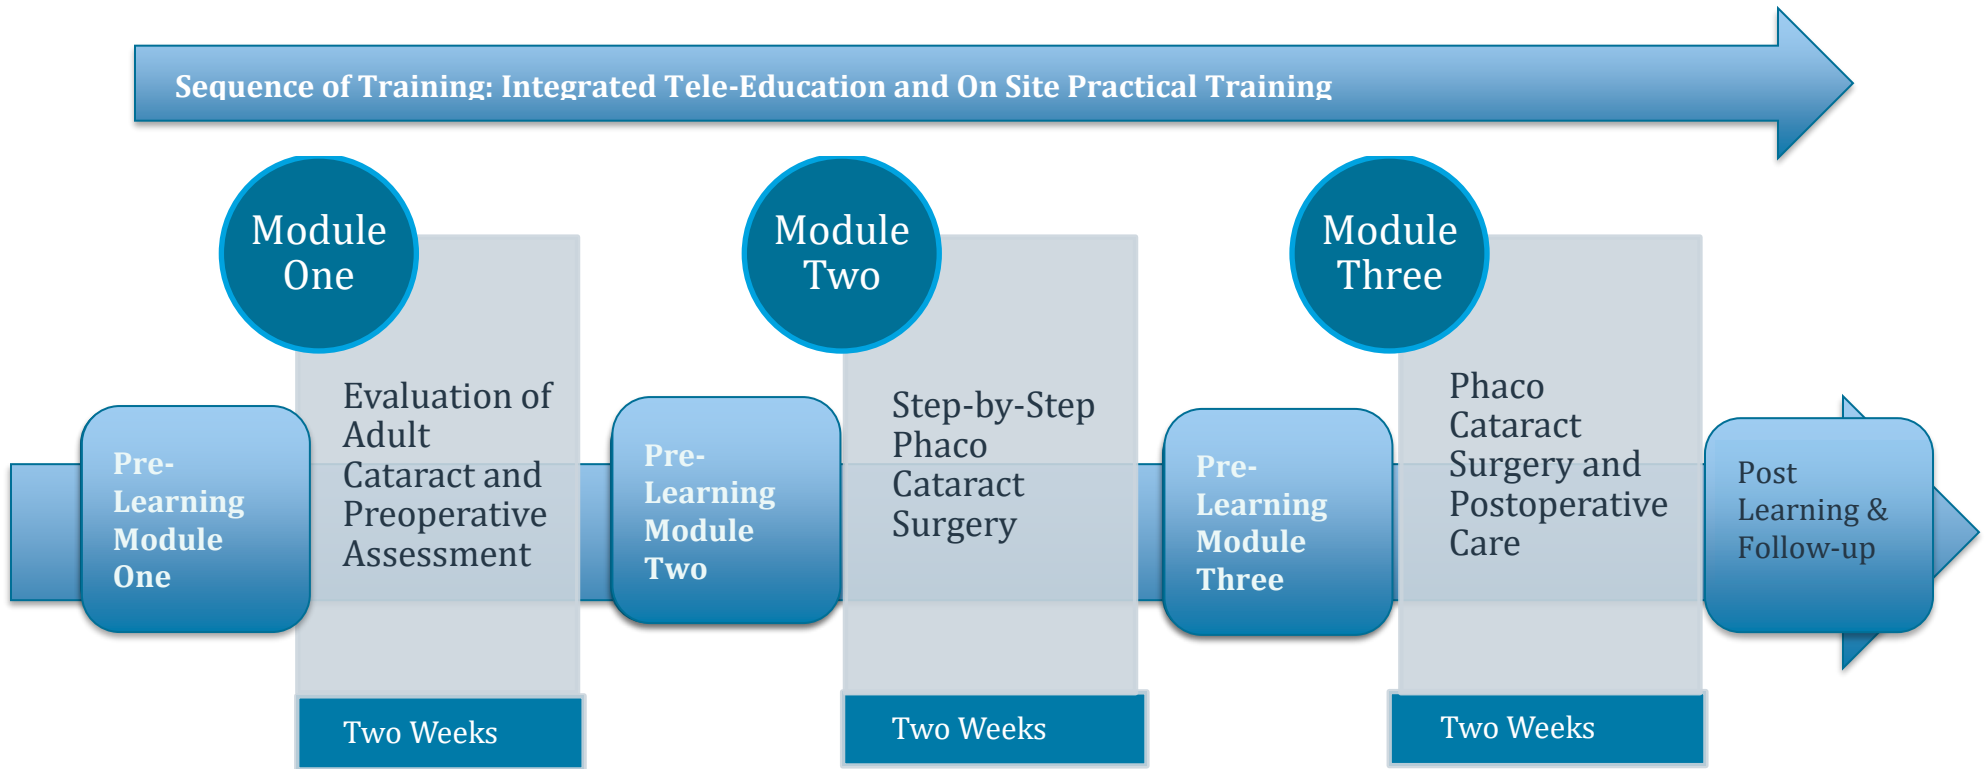 Sequence of Training: Integrated Tele-Education and On Site Practical Training
Module
One
Module
Two
Module
Three
Pre-
Learning
Module
One
Evaluation of
Adult
Cataract and
Preoperative
Assessment
Pre-
Learning
Module
Two
Step-by-Step
Phaco
Cataract
Surgery
Pre-
Learning
Module
Three
Phaco
Cataract
Surgery and
Postoperative
Care
Post
Learning &
Follow-up
Two Weeks
Two Weeks
Two Weeks